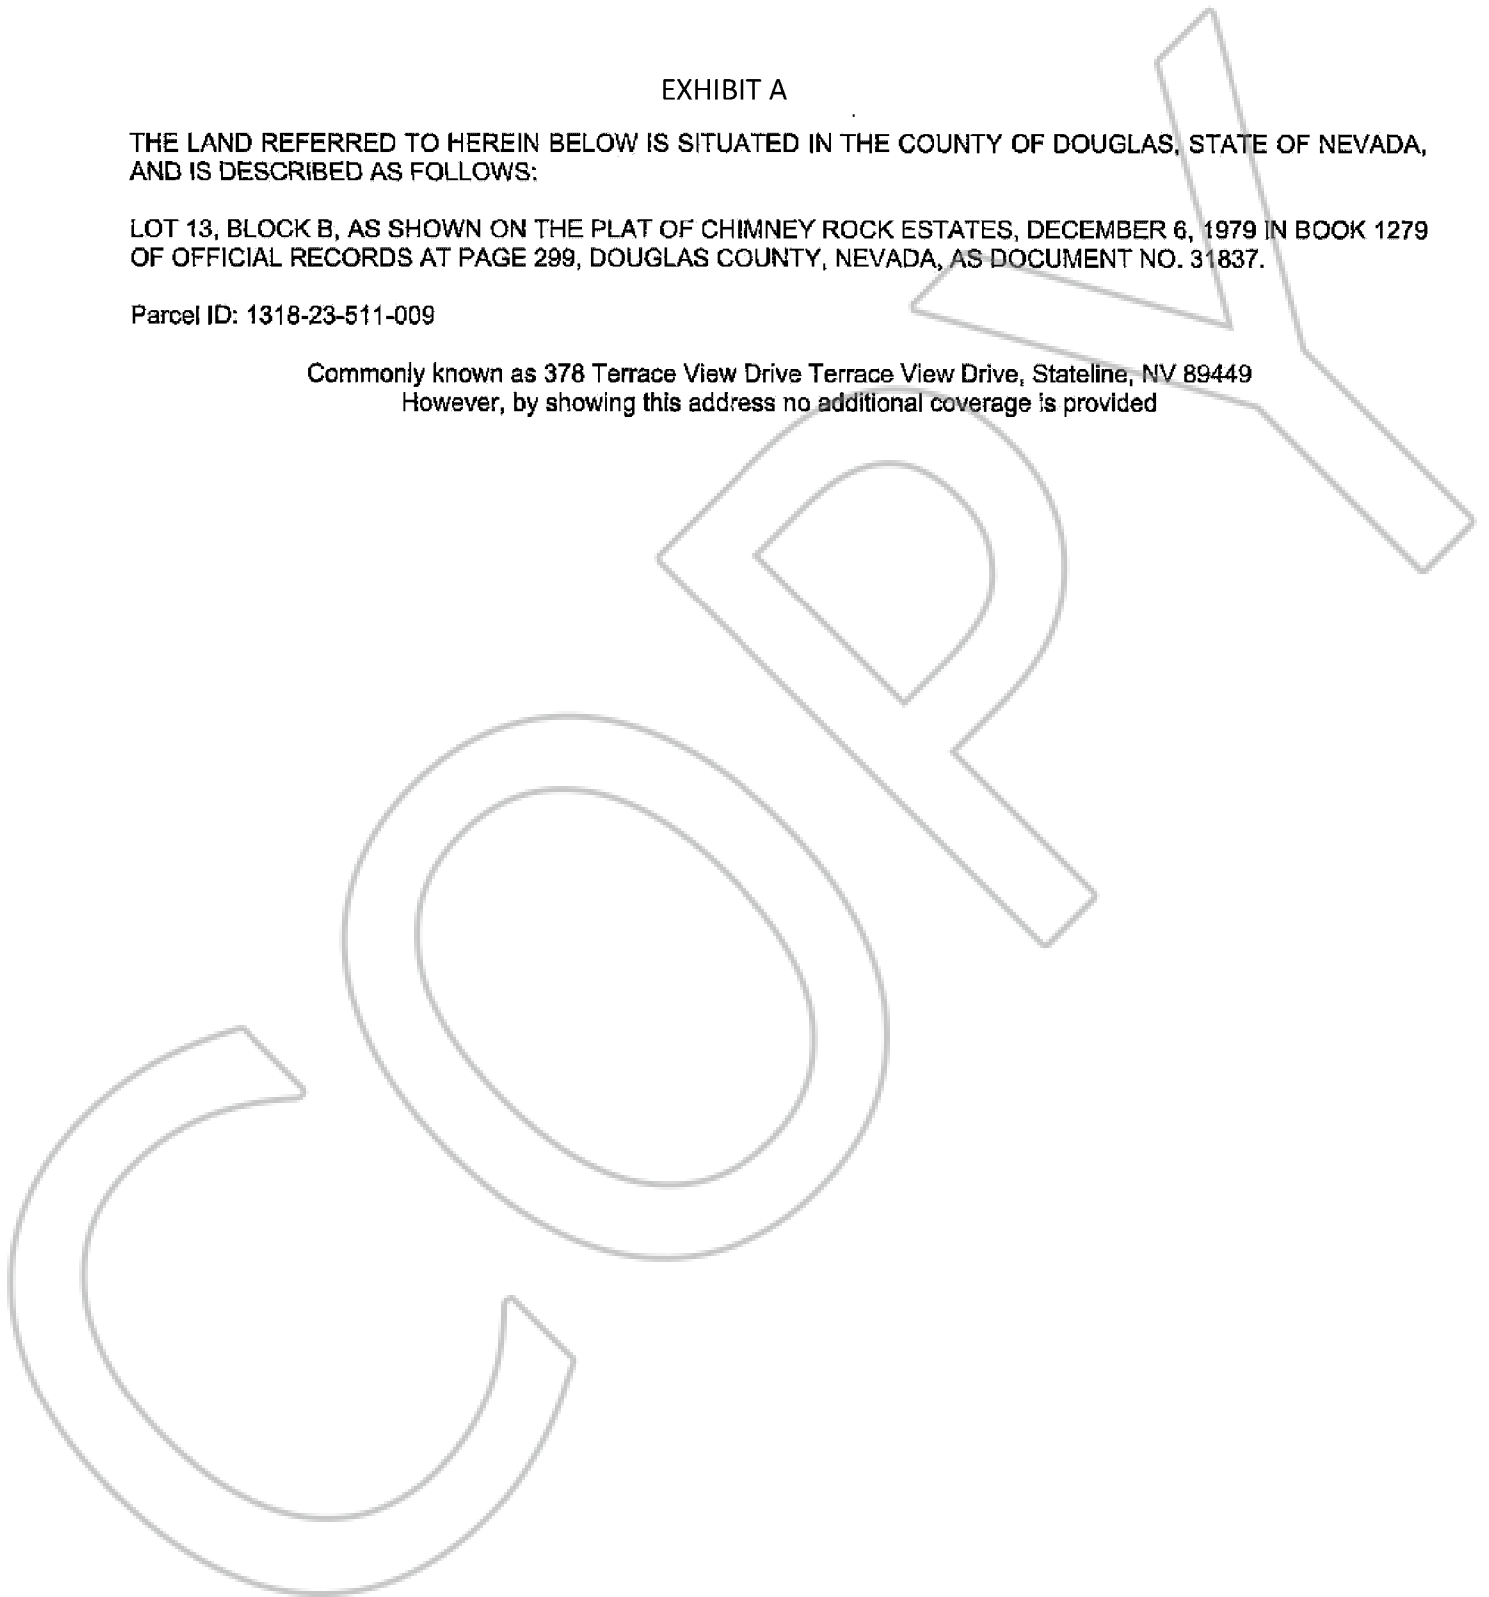 EXHIBIT A
THE LAND REFERRED TO HEREIN BELOW IS SITUATED IN THE COUNTY OF DOUGLAS, STATE OF NEVADA,
AND IS DESCRIBED AS FOLLOWS:
LOT 13, BLOCK B, AS SHOWN ON THE PLAT OF CHIMNEY ROCK ESTATES, DECEMBER 6, 1979 IN BOOK 1279
OF OFFICIAL RECORDS AT PAGE 299, DOUGLAS COUNTY, NEVADA, AS DOCUMENT NO. 31837.
Parcel ID: 1318-23-511-009
Commonly known as 378 Terrace View Drive Terrace View Drive, Stateline, NV 89449
However, by showing this address no additional coverage is provided
COPY